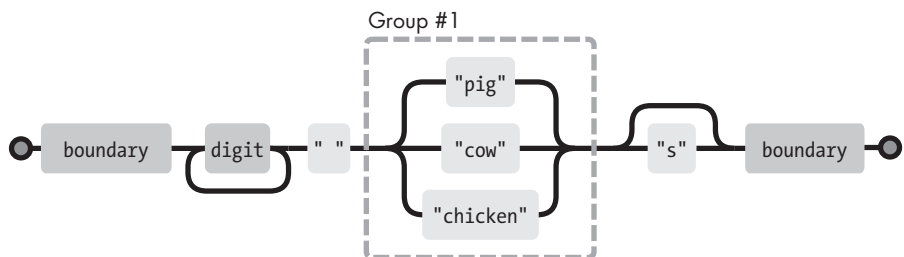 Group #1
"pig"
boundary digit " " "cow" "s" boundary
"chicken"